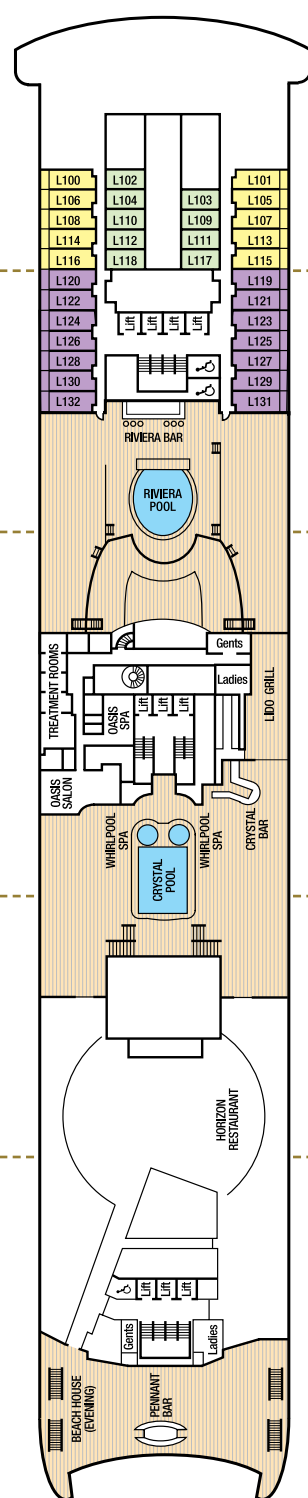 L100 L102 L101
L106 L104 L103 L105
L108 L110 L109 L107
L114 L112 L111 L113
L116 L118 L117 L115
L120 L119
L122 L121
L124 L123
L126 L125
L128 L127
L130 L129
L132 L131
Lift Lift Lift Lift
RIVIERA BAR
RIVIERA
POOL
Gents
Ladies
TREATMENT ROOMS
LIDO GRILL
OASIS
SPA
Lift Lift Lift
OASIS
SALON
WHIRLPOOL
SPA
WHIRLPOOL
SPA
CRYSTAL
BAR
CRYSTAL
POOL
HORIZON
RESTAURANT
Lift Lift Lift
Gents
Ladies
BEACH HOUSE
(EVENING)
PENNANT
BAR